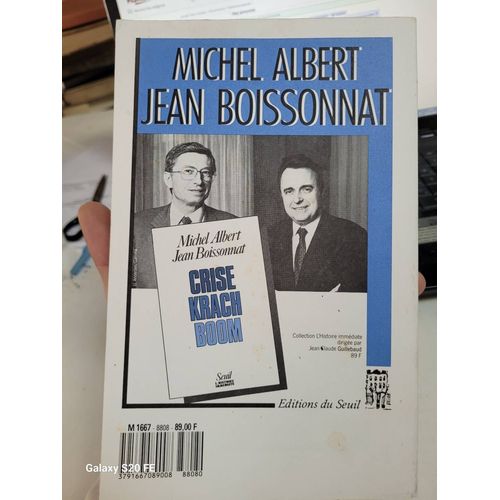 MICHEL ALBERT
JEAN BOISSONNAT
Michel Albert
Jean Boissonnat
CRISE
KRACH
BOOM
Seuil
Collection L'Histoire immédiate
dirigée par
Jean-Claude Guillebaud
89 F
Editions du Seuil
M 1667 - 8808 - 89,00 F
3791667089008
88080
Galaxy S20 FE